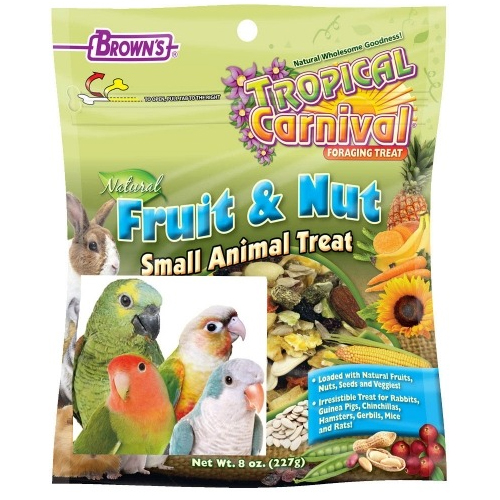 BROWN'S®
Natural Wholesome Goodness!
TROPICAL
Carnival®
FORAGING TREAT
TO OPEN, PULL TAB TO THE RIGHT
Natural
Fruit & Nut
Small Animal Treat
• Loaded with Natural Fruits,
Nuts, Seeds and Veggies!
• Irresistible Treat for Rabbits,
Guinea Pigs, Chinchillas,
Hamsters, Gerbils, Mice
and Rats!
Net Wt. 8 oz. (227g)